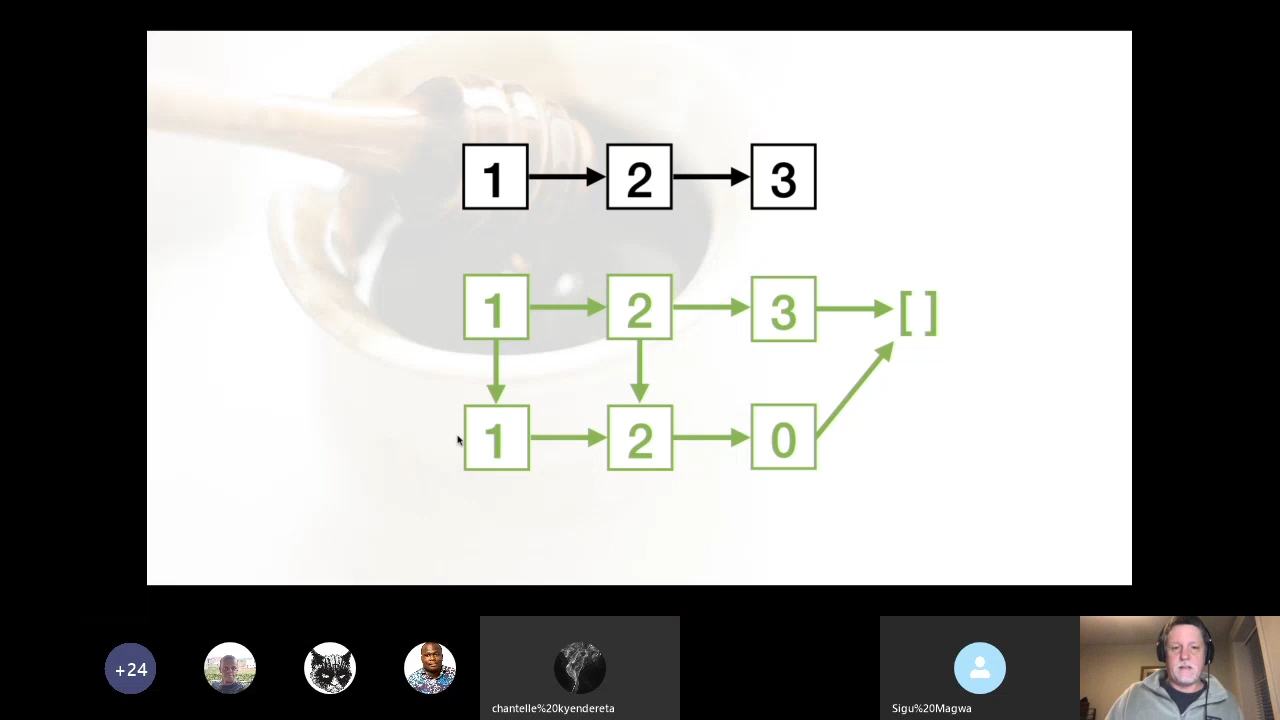 1 2 3
1 2 3 [ ]
1 2 0
+24
chantelle%20kyendereta
Sigu%20Magwa